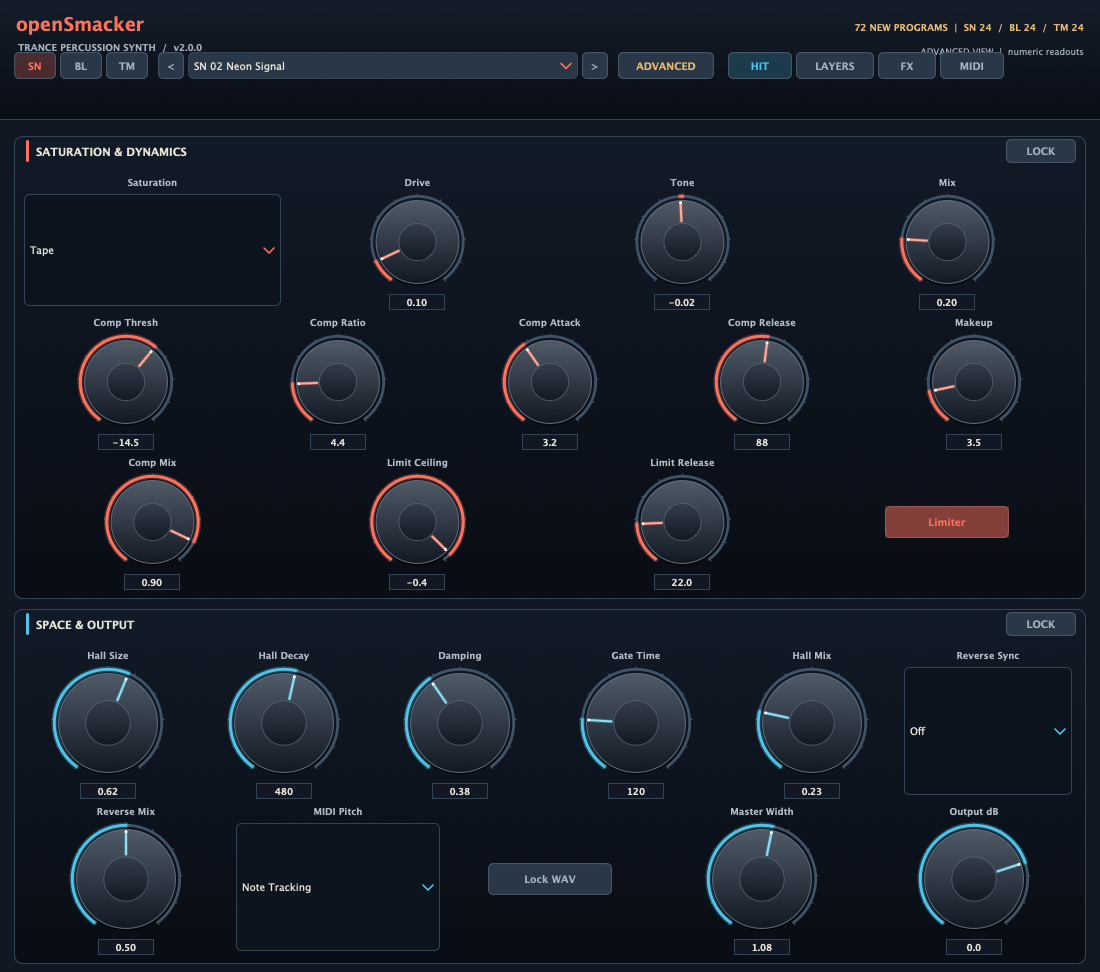 openSmacker
72 NEW PROGRAMS | SN 24 / BL 24 / TM 24
TRANCE PERCUSSION SYNTH / v2.0.0
ADVANCED VIEW | numeric readouts
SN BL TM < SN 02 Neon Signal > ADVANCED HIT LAYERS FX MIDI
SATURATION & DYNAMICS LOCK
Saturation Drive Tone Mix
Tape
0.10 −0.02 0.20
Comp Thresh Comp Ratio Comp Attack Comp Release Makeup
−14.5 4.4 3.2 88 3.5
Comp Mix Limit Ceiling Limit Release
Limiter
0.90 −0.4 22.0
SPACE & OUTPUT LOCK
Hall Size Hall Decay Damping Gate Time Hall Mix Reverse Sync
Off
0.62 480 0.38 120 0.23
Reverse Mix MIDI Pitch Master Width Output dB
Note Tracking Lock WAV
0.50 1.08 0.0